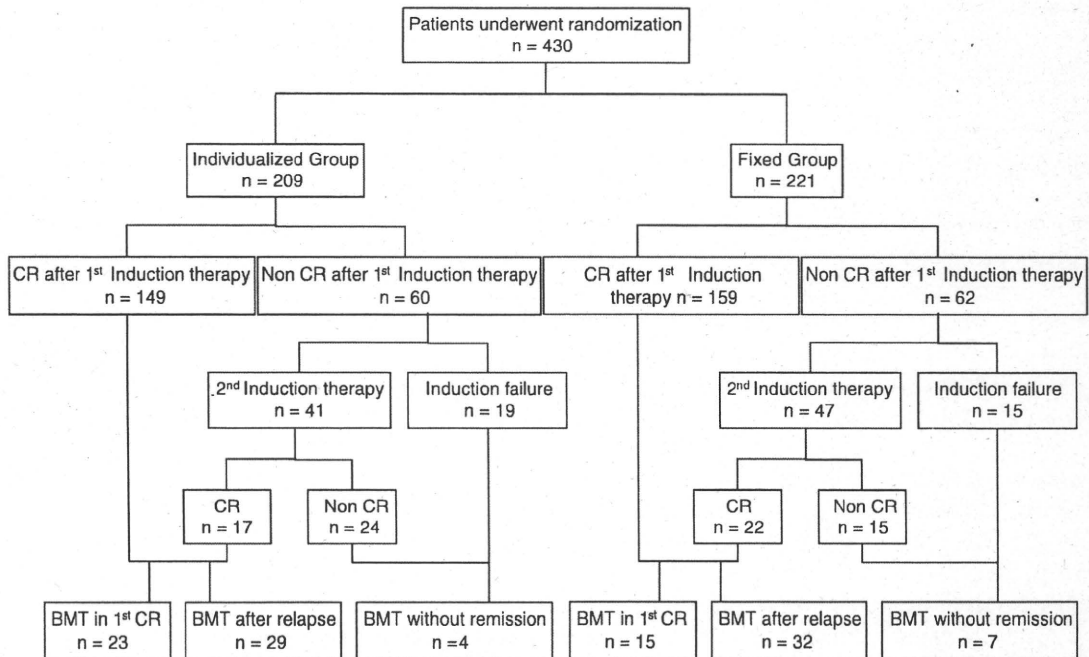 Patients underwent randomization
n = 430
Individualized Group
n = 209
Fixed Group
n = 221
CR after 1st Induction therapy
n = 149
Non CR after 1st Induction therapy
n = 60
CR after 1st Induction
therapy n = 159
Non CR after 1st Induction therapy
n = 62
2nd Induction therapy
n = 41
Induction failure
n = 19
2nd Induction therapy
n = 47
Induction failure
n = 15
CR
n = 17
Non CR
n = 24
CR
n = 22
Non CR
n = 15
BMT in 1st CR
n = 23
BMT after relapse
n = 29
BMT without remission
n = 4
BMT in 1st CR
n = 15
BMT after relapse
n = 32
BMT without remission
n = 7